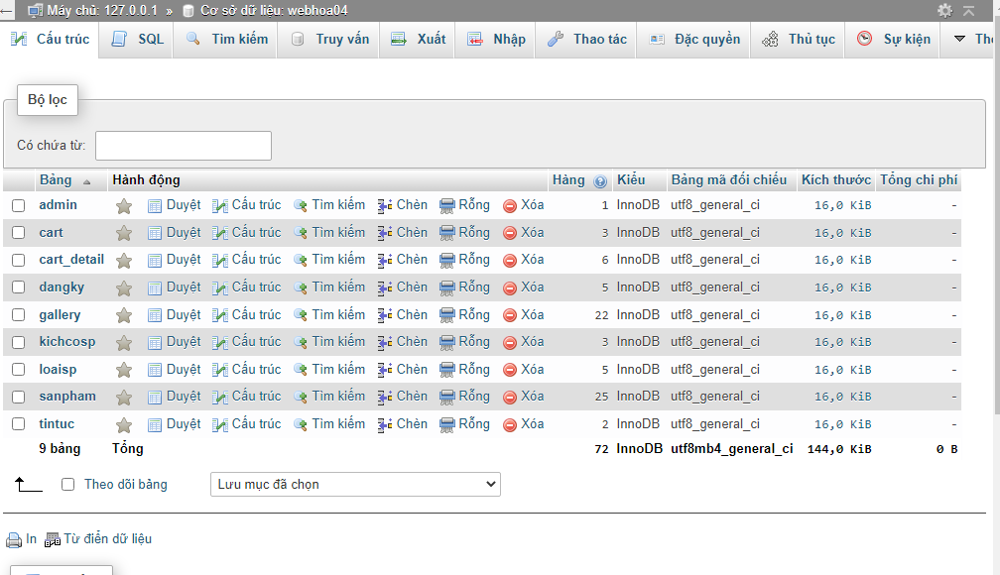 Máy chủ: 127.0.0.1 » Cơ sở dữ liệu: webhoa04
Cấu trúc SQL Tìm kiếm Truy vấn Xuất Nhập Thao tác Đặc quyền Thủ tục Sự kiện
Bộ lọc
Có chứa từ:
Bảng Hành động Hàng Kiểu Bảng mã đối chiếu Kích thước Tổng chi phí
admin Duyệt Cấu trúc Tìm kiếm Chèn Rỗng Xóa 1 InnoDB utf8_general_ci 16,0 KiB -
cart Duyệt Cấu trúc Tìm kiếm Chèn Rỗng Xóa 3 InnoDB utf8_general_ci 16,0 KiB -
cart_detail Duyệt Cấu trúc Tìm kiếm Chèn Rỗng Xóa 6 InnoDB utf8_general_ci 16,0 KiB -
dangky Duyệt Cấu trúc Tìm kiếm Chèn Rỗng Xóa 5 InnoDB utf8_general_ci 16,0 KiB -
gallery Duyệt Cấu trúc Tìm kiếm Chèn Rỗng Xóa 22 InnoDB utf8_general_ci 16,0 KiB -
kichcosp Duyệt Cấu trúc Tìm kiếm Chèn Rỗng Xóa 3 InnoDB utf8_general_ci 16,0 KiB -
loaisp Duyệt Cấu trúc Tìm kiếm Chèn Rỗng Xóa 5 InnoDB utf8_general_ci 16,0 KiB -
sanpham Duyệt Cấu trúc Tìm kiếm Chèn Rỗng Xóa 25 InnoDB utf8_general_ci 16,0 KiB -
tintuc Duyệt Cấu trúc Tìm kiếm Chèn Rỗng Xóa 2 InnoDB utf8_general_ci 16,0 KiB -
9 bảng Tổng 72 InnoDB utf8mb4_general_ci 144,0 KiB 0 B
Theo dõi bảng Lưu mục đã chọn
In Từ điển dữ liệu